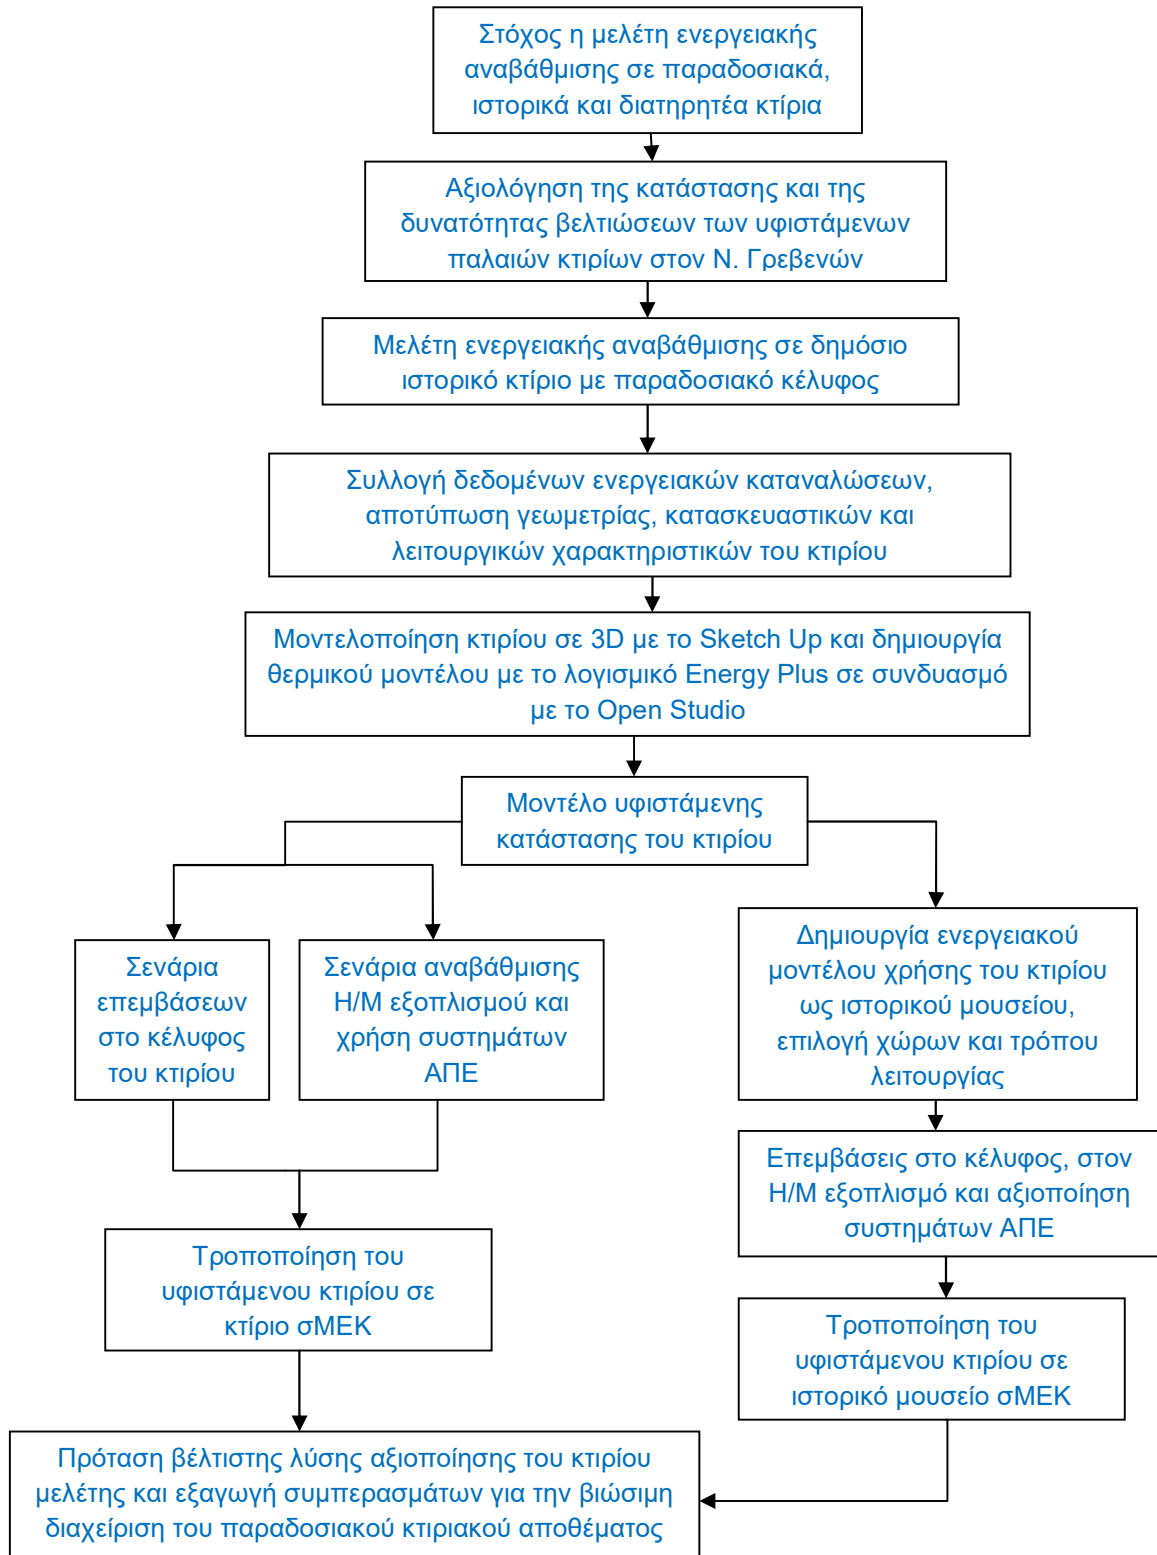 Στόχος η μελέτη ενεργειακής
αναβάθμισης σε παραδοσιακά,
ιστορικά και διατηρητέα κτίρια
Αξιολόγηση της κατάστασης και της
δυνατότητας βελτιώσεων των υφιστάμενων
παλαιών κτιρίων στον Ν. Γρεβενών
Μελέτη ενεργειακής αναβάθμισης σε δημόσιο
ιστορικό κτίριο με παραδοσιακό κέλυφος
Συλλογή δεδομένων ενεργειακών καταναλώσεων,
αποτύπωση γεωμετρίας, κατασκευαστικών και
λειτουργικών χαρακτηριστικών του κτιρίου
Μοντελοποίηση κτιρίου σε 3D με το Sketch Up και δημιουργία
θερμικού μοντέλου με το λογισμικό Energy Plus σε συνδυασμό
με το Open Studio
Μοντέλο υφιστάμενης
κατάστασης του κτιρίου
Σενάρια
επεμβάσεων
στο κέλυφος
του κτιρίου
Σενάρια αναβάθμισης
Η/Μ εξοπλισμού και
χρήση συστημάτων
ΑΠΕ
Δημιουργία ενεργειακού
μοντέλου χρήσης του κτιρίου
ως ιστορικού μουσείου,
επιλογή χώρων και τρόπου
λειτουργίας
Επεμβάσεις στο κέλυφος, στον
Η/Μ εξοπλισμό και αξιοποίηση
συστημάτων ΑΠΕ
Τροποποίηση του
υφιστάμενου κτιρίου σε
κτίριο σΜΕΚ
Τροποποίηση του
υφιστάμενου κτιρίου σε
ιστορικό μουσείο σΜΕΚ
Πρόταση βέλτιστης λύσης αξιοποίησης του κτιρίου
μελέτης και εξαγωγή συμπερασμάτων για την βιώσιμη
διαχείριση του παραδοσιακού κτιριακού αποθέματος